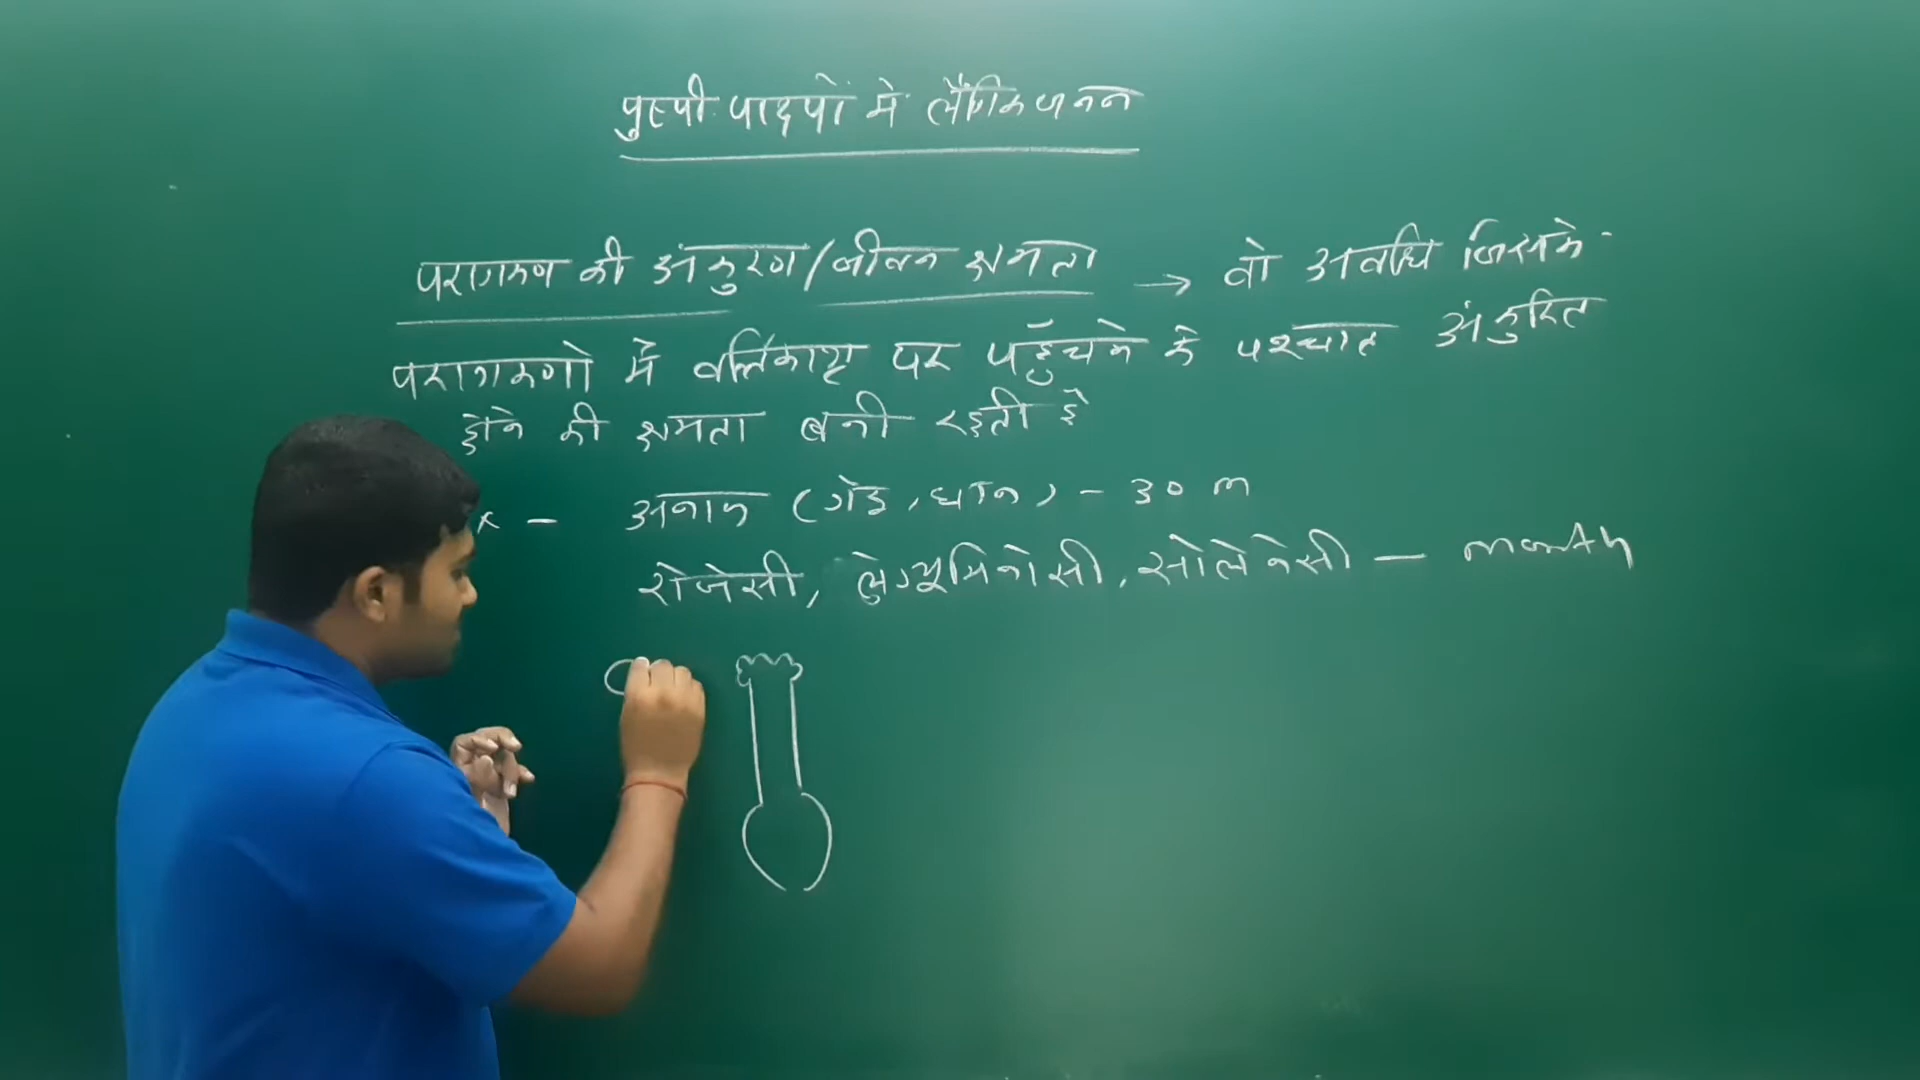 पुष्पी पादपों में लैंगिक जनन
परागकण की अंकुरण/जीवन क्षमता → वो अवधि जिसमे
परागकणो में वर्तिकाग्र पर पहुँचने के पश्चात अंकुरित
होने की क्षमता बनी रहती है
x - अनाज (गेहूं, धान) - 30 m
रोजेसी, लेग्यूमिनोसी, सोलेनेसी - month